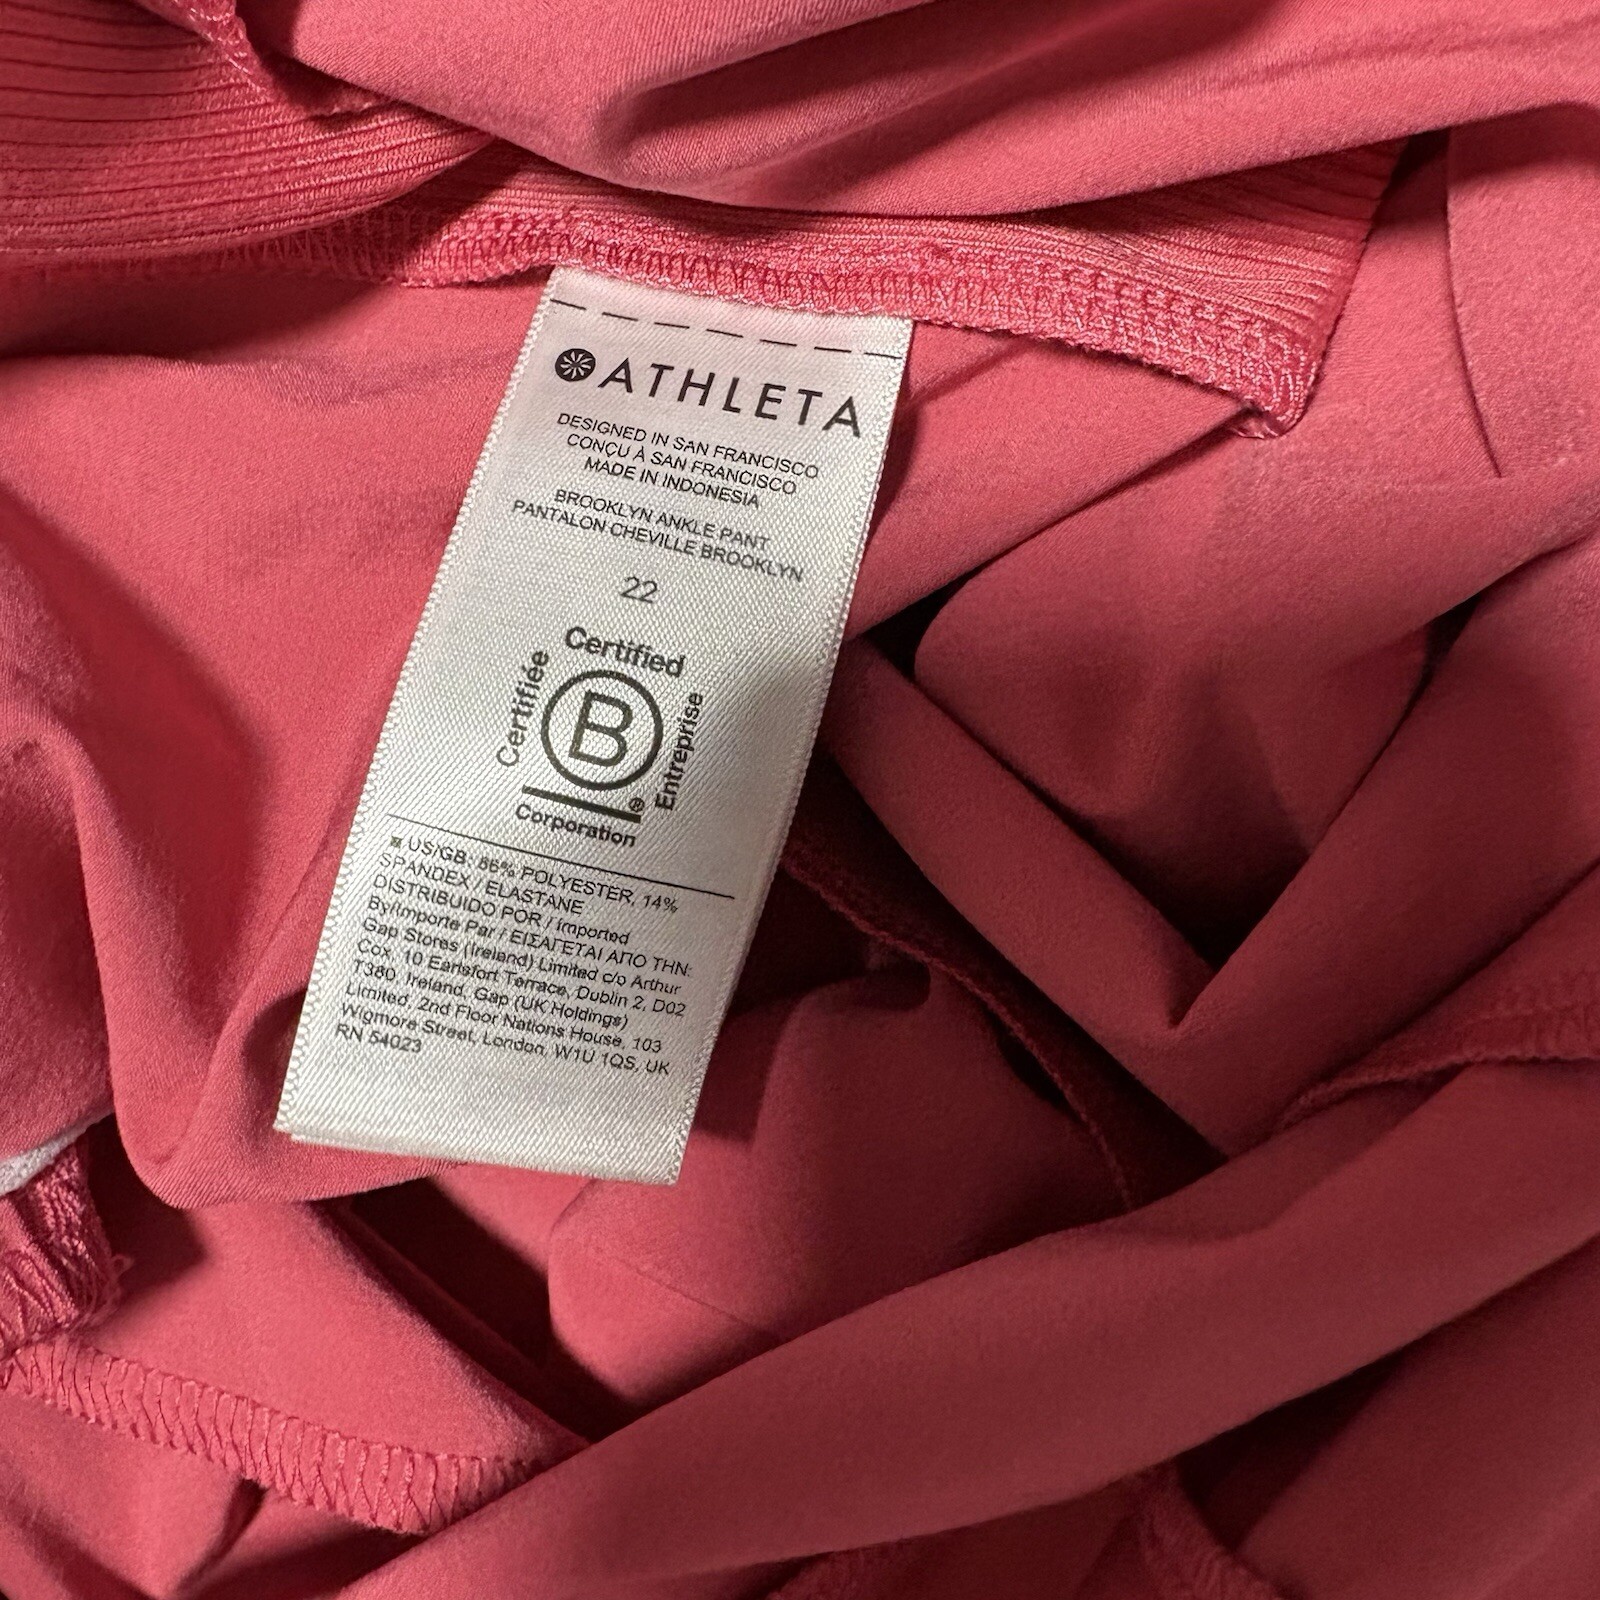 ATHLETA
DESIGNED IN SAN FRANCISCO
CONÇU À SAN FRANCISCO
MADE IN INDONESIA
BROOKLYN ANKLE PANT
PANTALON CHEVILLE BROOKLYN
22
Certified
Certifiée
B
Entreprise
®
Corporation
US/GB 86% POLYESTER, 14%
SPANDEX / ELASTANE
DISTRIBUIDO POR / Imported
By/Importe Par / ΕΙΣΑΓΕΤΑΙ ΑΠΟ ΤΗΝ:
Gap Stores (Ireland) Limited c/o Arthur
Cox, 10 Earlsfort Terrace, Dublin 2, D02
T380, Ireland, Gap (UK Holdings)
Limited, 2nd Floor Nations House, 103
Wigmore Street, London, W1U 1QS, UK
RN 54023